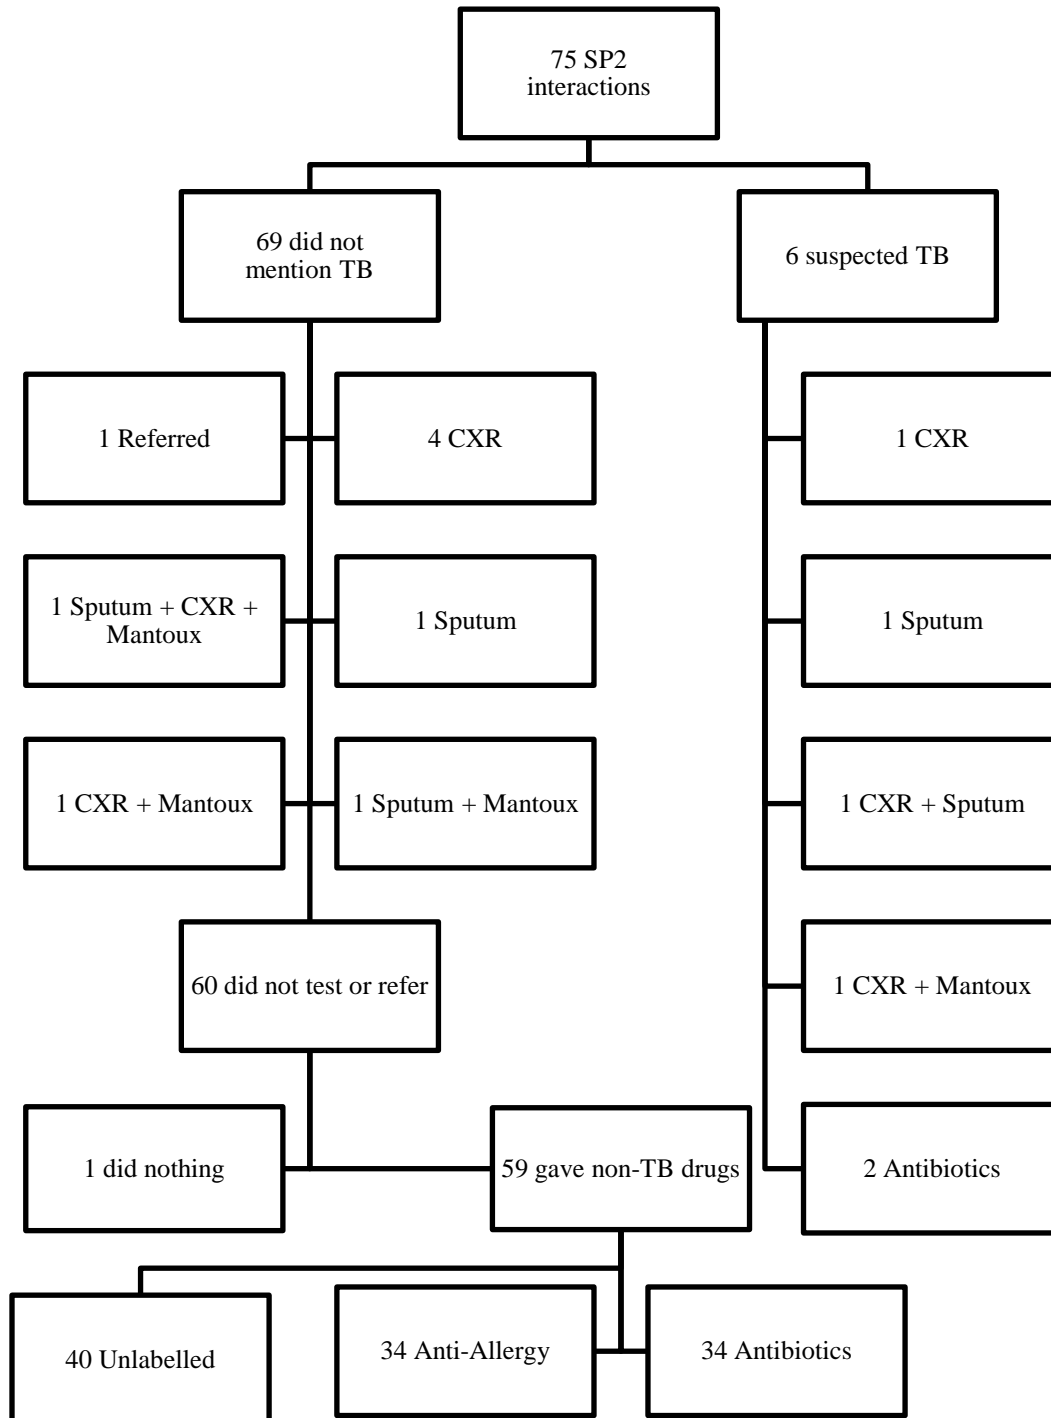 75 SP2
interactions
69 did not
mention TB
6 suspected TB
1 Referred
4 CXR
1 CXR
1 Sputum + CXR +
Mantoux
1 Sputum
1 Sputum
1 CXR + Mantoux
1 Sputum + Mantoux
1 CXR + Sputum
60 did not test or refer
1 CXR + Mantoux
1 did nothing
59 gave non-TB drugs
2 Antibiotics
40 Unlabelled
34 Anti-Allergy
34 Antibiotics